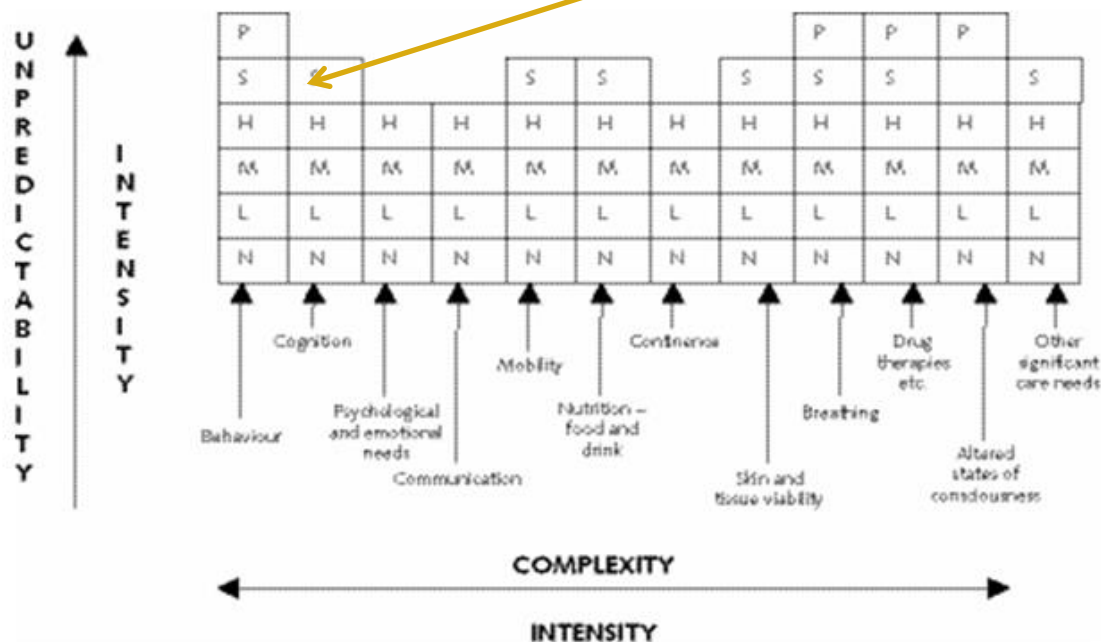 UNPREDICTABILITY
INTENSITY
P P P P
S S S S S S S S
H H H H H H H H H H H H
M M M M M M M M M M M M
L L L L L L L L L L L L
N N N N N N N N N N N N
Behaviour
Cognition
Psychological
and emotional
needs
Communication
Mobility
Nutrition –
food and
drink
Continence
Skin and
tissue viability
Breathing
Drug
therapies
etc.
Altered
states of
consciousness
Other
significant
care needs
COMPLEXITY
INTENSITY